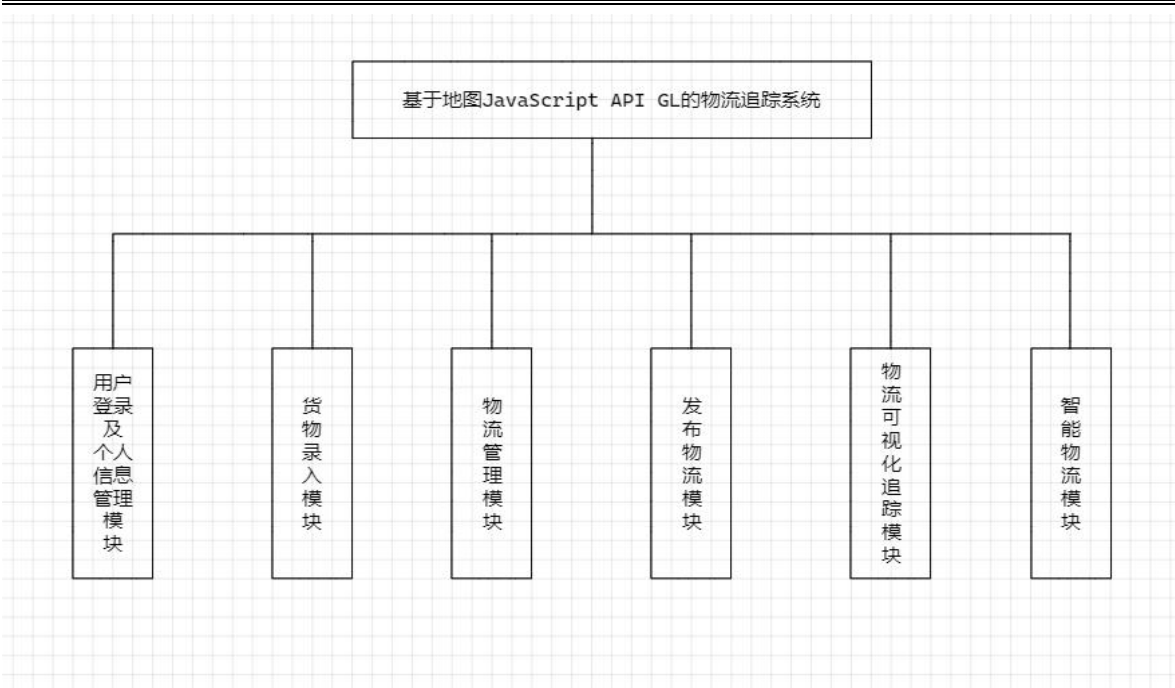 基于地图JavaScript API GL的物流追踪系统
用户
登录
及
个人
信息
管理
模
块
货
物
录
入
模
块
物
流
管
理
模
块
发
布
物
流
模
块
物
流
可
视
化
追
踪
模
块
智
能
物
流
模
块